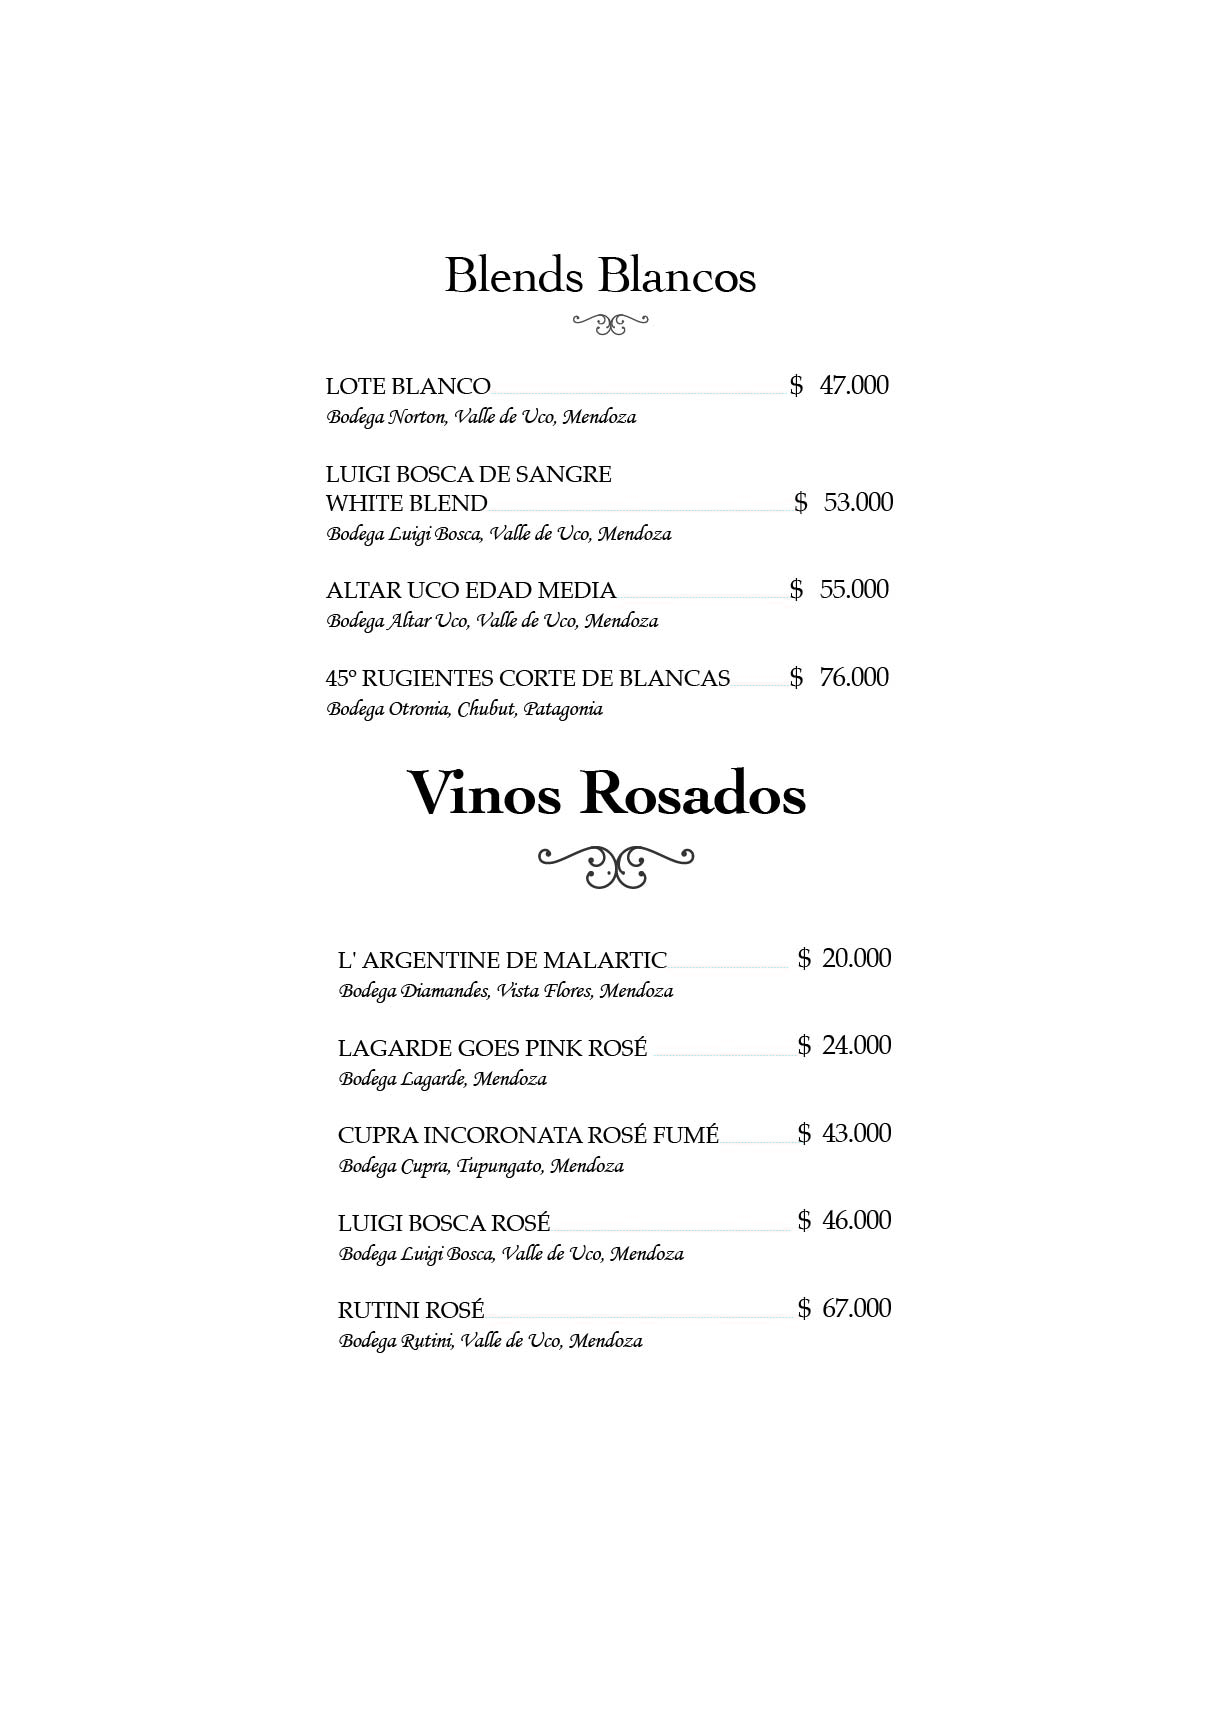 Blends Blancos
LOTE BLANCO $ 47.000
Bodega Norton, Valle de Uco, Mendoza
LUIGI BOSCA DE SANGRE
WHITE BLEND $ 53.000
Bodega Luigi Bosca, Valle de Uco, Mendoza
ALTAR UCO EDAD MEDIA $ 55.000
Bodega Altar Uco, Valle de Uco, Mendoza
45° RUGIENTES CORTE DE BLANCAS $ 76.000
Bodega Otronia, Chubut, Patagonia
Vinos Rosados
L' ARGENTINE DE MALARTIC $ 20.000
Bodega Diamandes, Vista Flores, Mendoza
LAGARDE GOES PINK ROSÉ $ 24.000
Bodega Lagarde, Mendoza
CUPRA INCORONATA ROSÉ FUMÉ $ 43.000
Bodega Cupra, Tupungato, Mendoza
LUIGI BOSCA ROSÉ $ 46.000
Bodega Luigi Bosca, Valle de Uco, Mendoza
RUTINI ROSÉ $ 67.000
Bodega Rutini, Valle de Uco, Mendoza